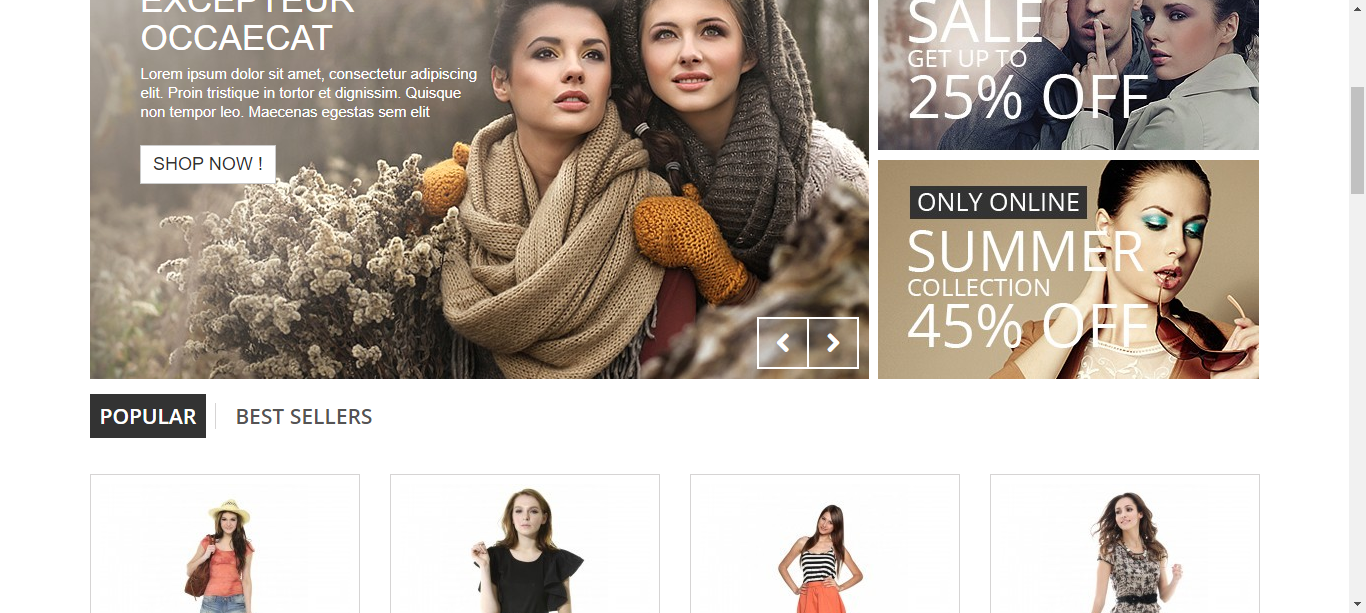 EXCEPTEUR
OCCAECAT
Lorem ipsum dolor sit amet, consectetur adipiscing
elit. Proin tristique in tortor et dignissim. Quisque
non tempor leo. Maecenas egestas sem elit
SHOP NOW !
SALE
GET UP TO
25% OFF
ONLY ONLINE
SUMMER
COLLECTION
45% OFF
POPULAR
BEST SELLERS